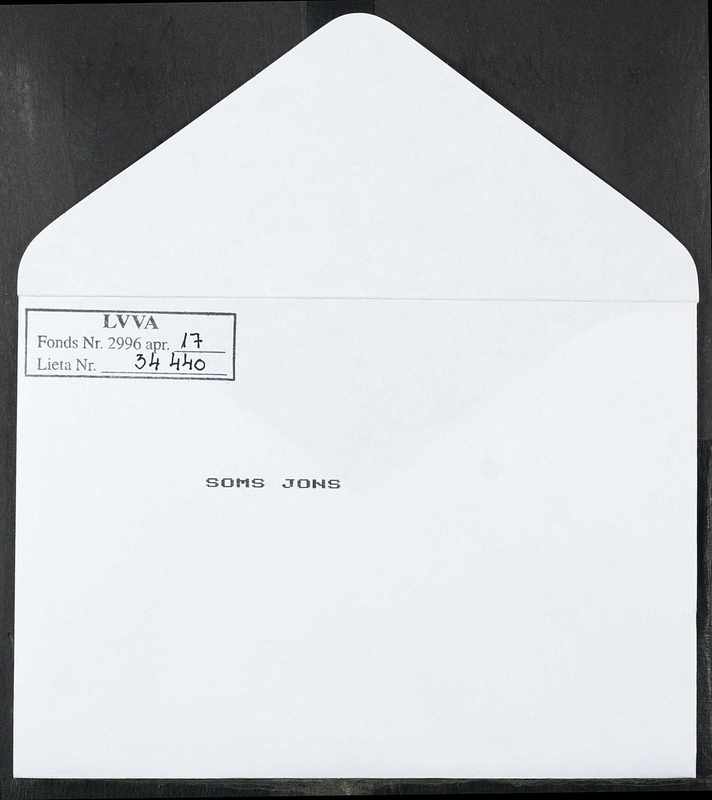 LVVA
Fonds Nr. 2996 apr. 17
Lieta Nr. 34 440
SOMS JONS